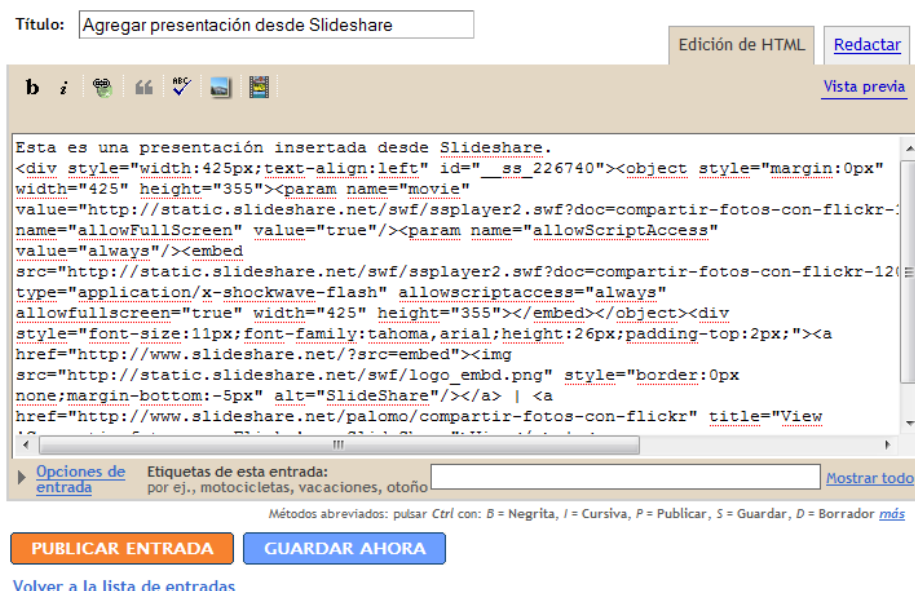 Título: Agregar presentación desde Slideshare
Edición de HTML Redactar
b i ABC Vista previa
Esta es una presentación insertada desde Slideshare.
<div style="width:425px;text-align:left" id="__ss_226740"><object style="margin:0px"
width="425" height="355"><param name="movie"
value="http://static.slideshare.net/swf/ssplayer2.swf?doc=compartir-fotos-con-flickr-1
name="allowFullScreen" value="true"/><param name="allowScriptAccess"
value="always"/><embed
src="http://static.slideshare.net/swf/ssplayer2.swf?doc=compartir-fotos-con-flickr-120
type="application/x-shockwave-flash" allowscriptaccess="always"
allowfullscreen="true" width="425" height="355"></embed></object><div
style="font-size:11px;font-family:tahoma,arial;height:26px;padding-top:2px;"><a
href="http://www.slideshare.net/?src=embed"><img
src="http://static.slideshare.net/swf/logo_embd.png" style="border:0px
none;margin-bottom:-5px" alt="SlideShare"/></a> | <a
href="http://www.slideshare.net/palomo/compartir-fotos-con-flickr" title="View
Opciones de entrada
Etiquetas de esta entrada:
por ej., motocicletas, vacaciones, otoño
Mostrar todo
Métodos abreviados: pulsar Ctrl con: B = Negrita, I = Cursiva, P = Publicar, S = Guardar, D = Borrador más
PUBLICAR ENTRADA GUARDAR AHORA
Volver a la lista de entradas